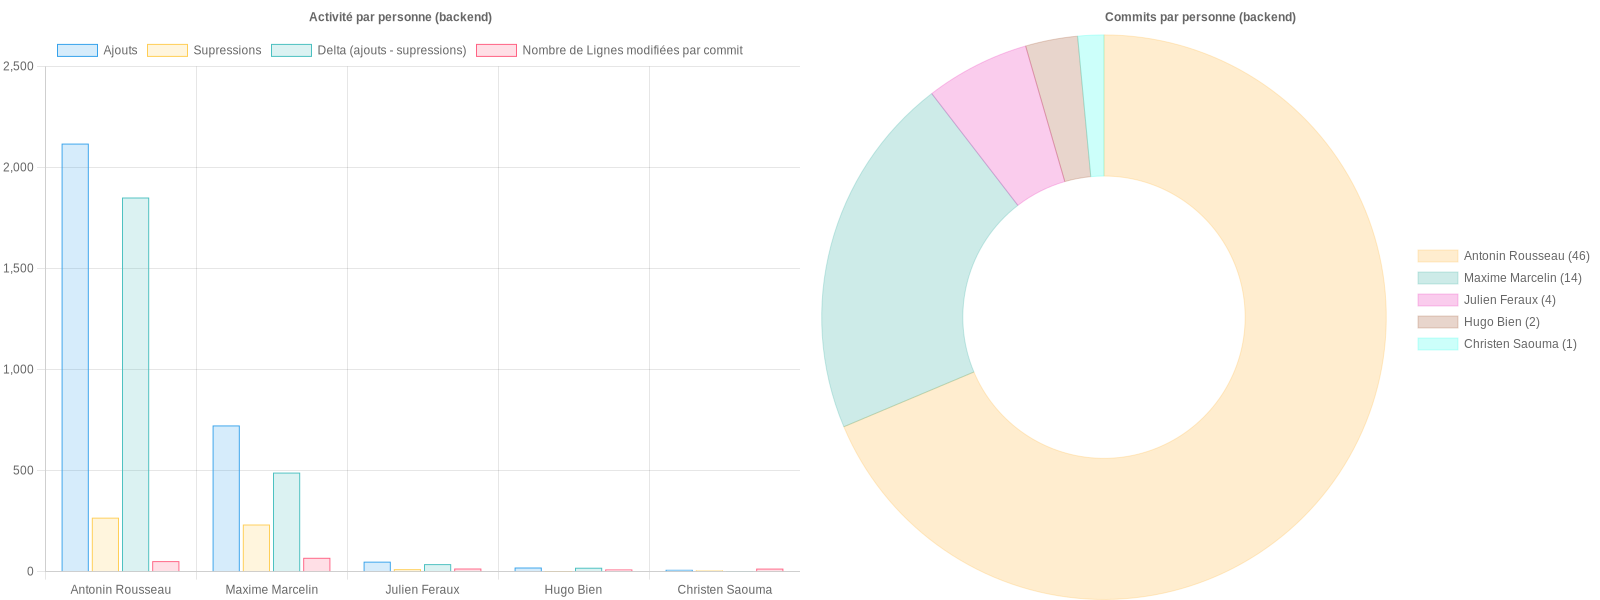 Activité par personne (backend)
Ajouts
Supressions
Delta (ajouts - supressions)
Nombre de Lignes modifiées par commit
2,500
2,000
1,500
1,000
500
0
Antonin Rousseau
Maxime Marcelin
Julien Feraux
Hugo Bien
Christen Saouma
Commits par personne (backend)
Antonin Rousseau (46)
Maxime Marcelin (14)
Julien Feraux (4)
Hugo Bien (2)
Christen Saouma (1)